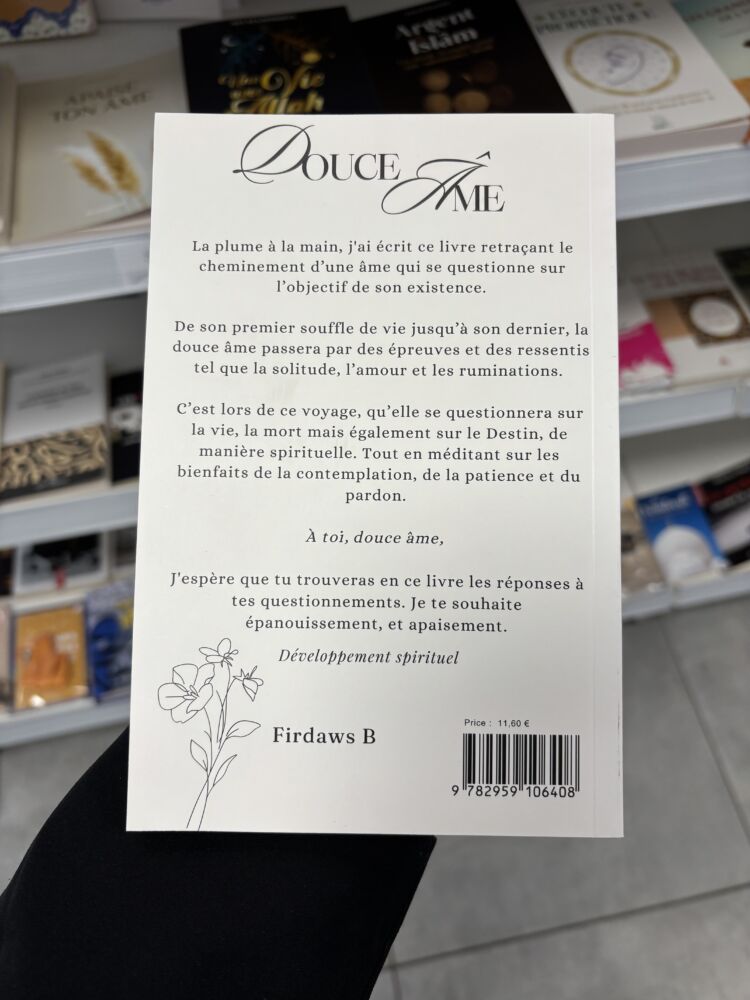 APAISE
TON ÂME
Vie
Allah
Argent
Islâm
PROPHÉTIQUE
DOUCE
ÂME
La plume à la main, j'ai écrit ce livre retraçant le
cheminement d'une âme qui se questionne sur
l'objectif de son existence.
De son premier souffle de vie jusqu'à son dernier, la
douce âme passera par des épreuves et des ressentis
tel que la solitude, l'amour et les ruminations.
C'est lors de ce voyage, qu'elle se questionnera sur
la vie, la mort mais également sur le Destin, de
manière spirituelle. Tout en méditant sur les
bienfaits de la contemplation, de la patience et du
pardon.
À toi, douce âme,
J'espère que tu trouveras en ce livre les réponses à
tes questionnements. Je te souhaite
épanouissement, et apaisement.
Développement spirituel
Firdaws B
Price : 11,60 €
9 782959 106408